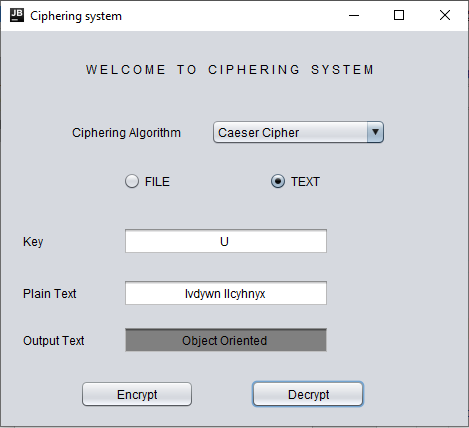 JB Ciphering system
WELCOME TO CIPHERING SYSTEM
Ciphering Algorithm Caeser Cipher
FILE TEXT
Key U
Plain Text Ivdywn Ilcyhnyx
Output Text Object Oriented
Encrypt Decrypt